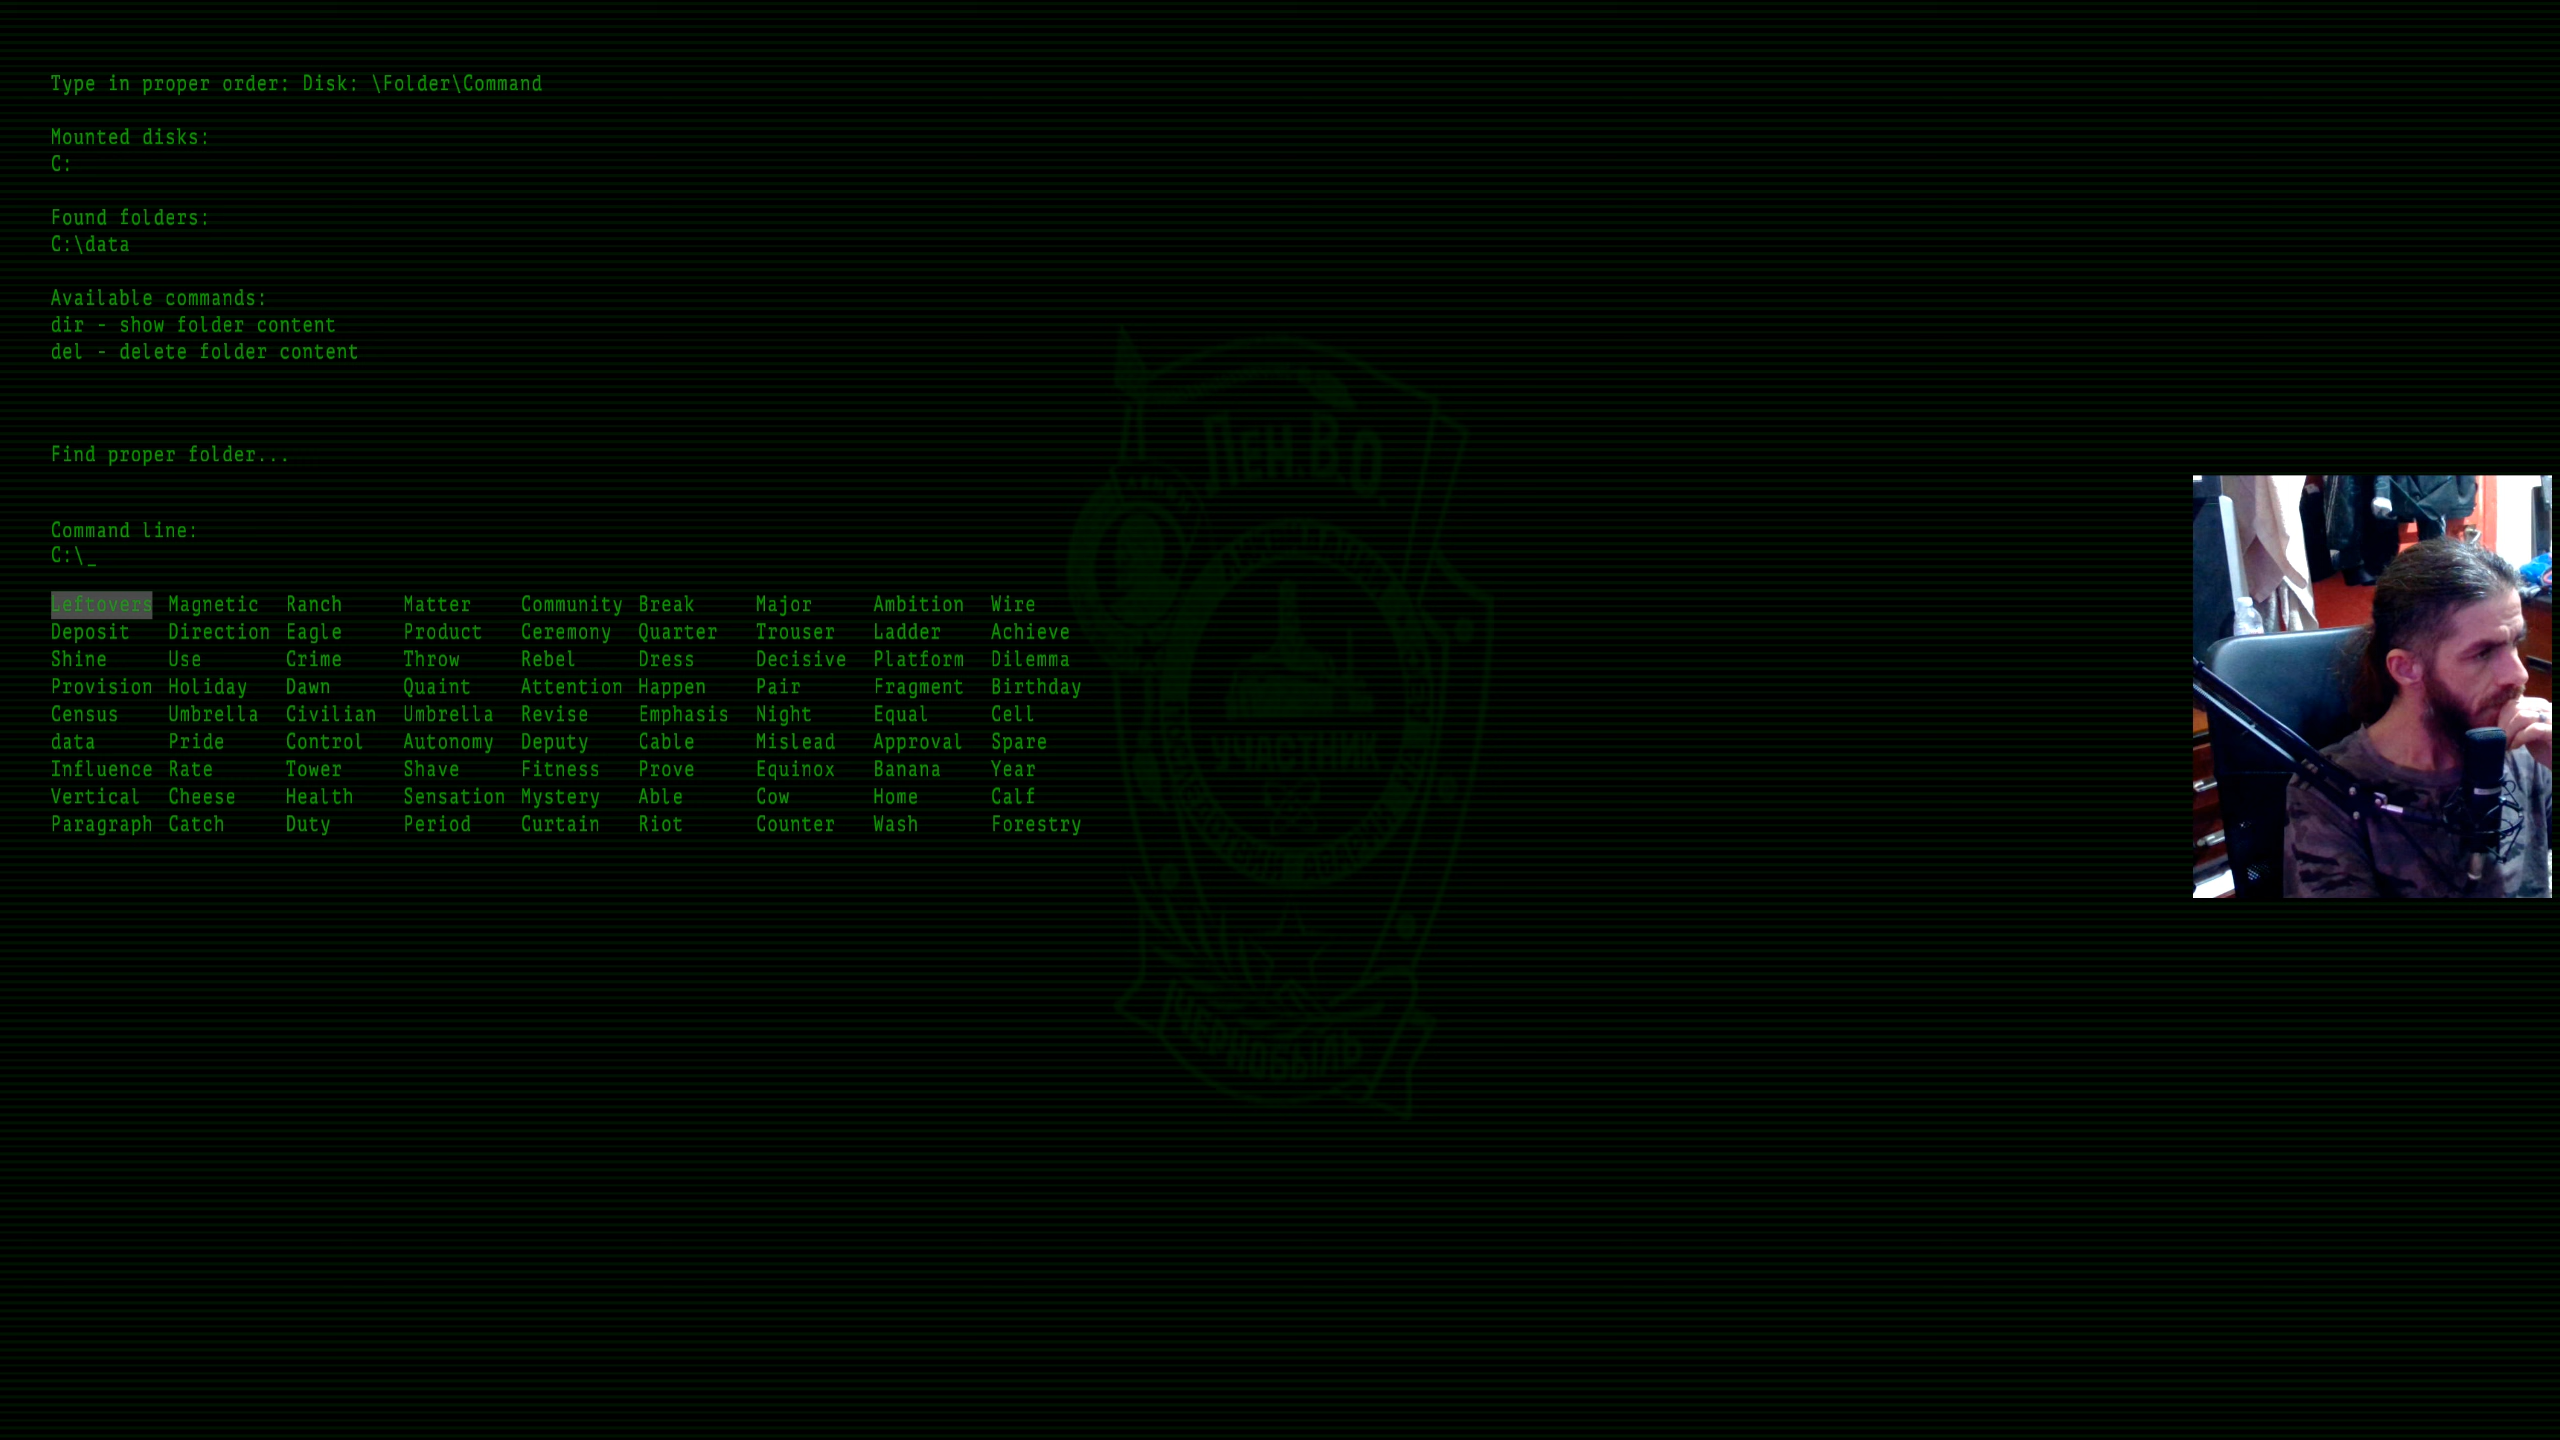 Type in proper order: Disk: \Folder\Command
Mounted disks:
C:
Found folders:
C:\data
Available commands:
dir - show folder content
del - delete folder content
Find proper folder...
Command line:
C:\_
Leftovers Magnetic Ranch Matter Community Break Major Ambition Wire
Deposit Direction Eagle Product Ceremony Quarter Trouser Ladder Achieve
Shine Use Crime Throw Rebel Dress Decisive Platform Dilemma
Provision Holiday Dawn Quaint Attention Happen Pair Fragment Birthday
Census Umbrella Civilian Umbrella Revise Emphasis Night Equal Cell
data Pride Control Autonomy Deputy Cable Mislead Approval Spare
Influence Rate Tower Shave Fitness Prove Equinox Banana Year
Vertical Cheese Health Sensation Mystery Able Cow Home Calf
Paragraph Catch Duty Period Curtain Riot Counter Wash Forestry
ЛЕН.В.О.
УЧАСТНИК
ЧЕРНОБЫЛЬ